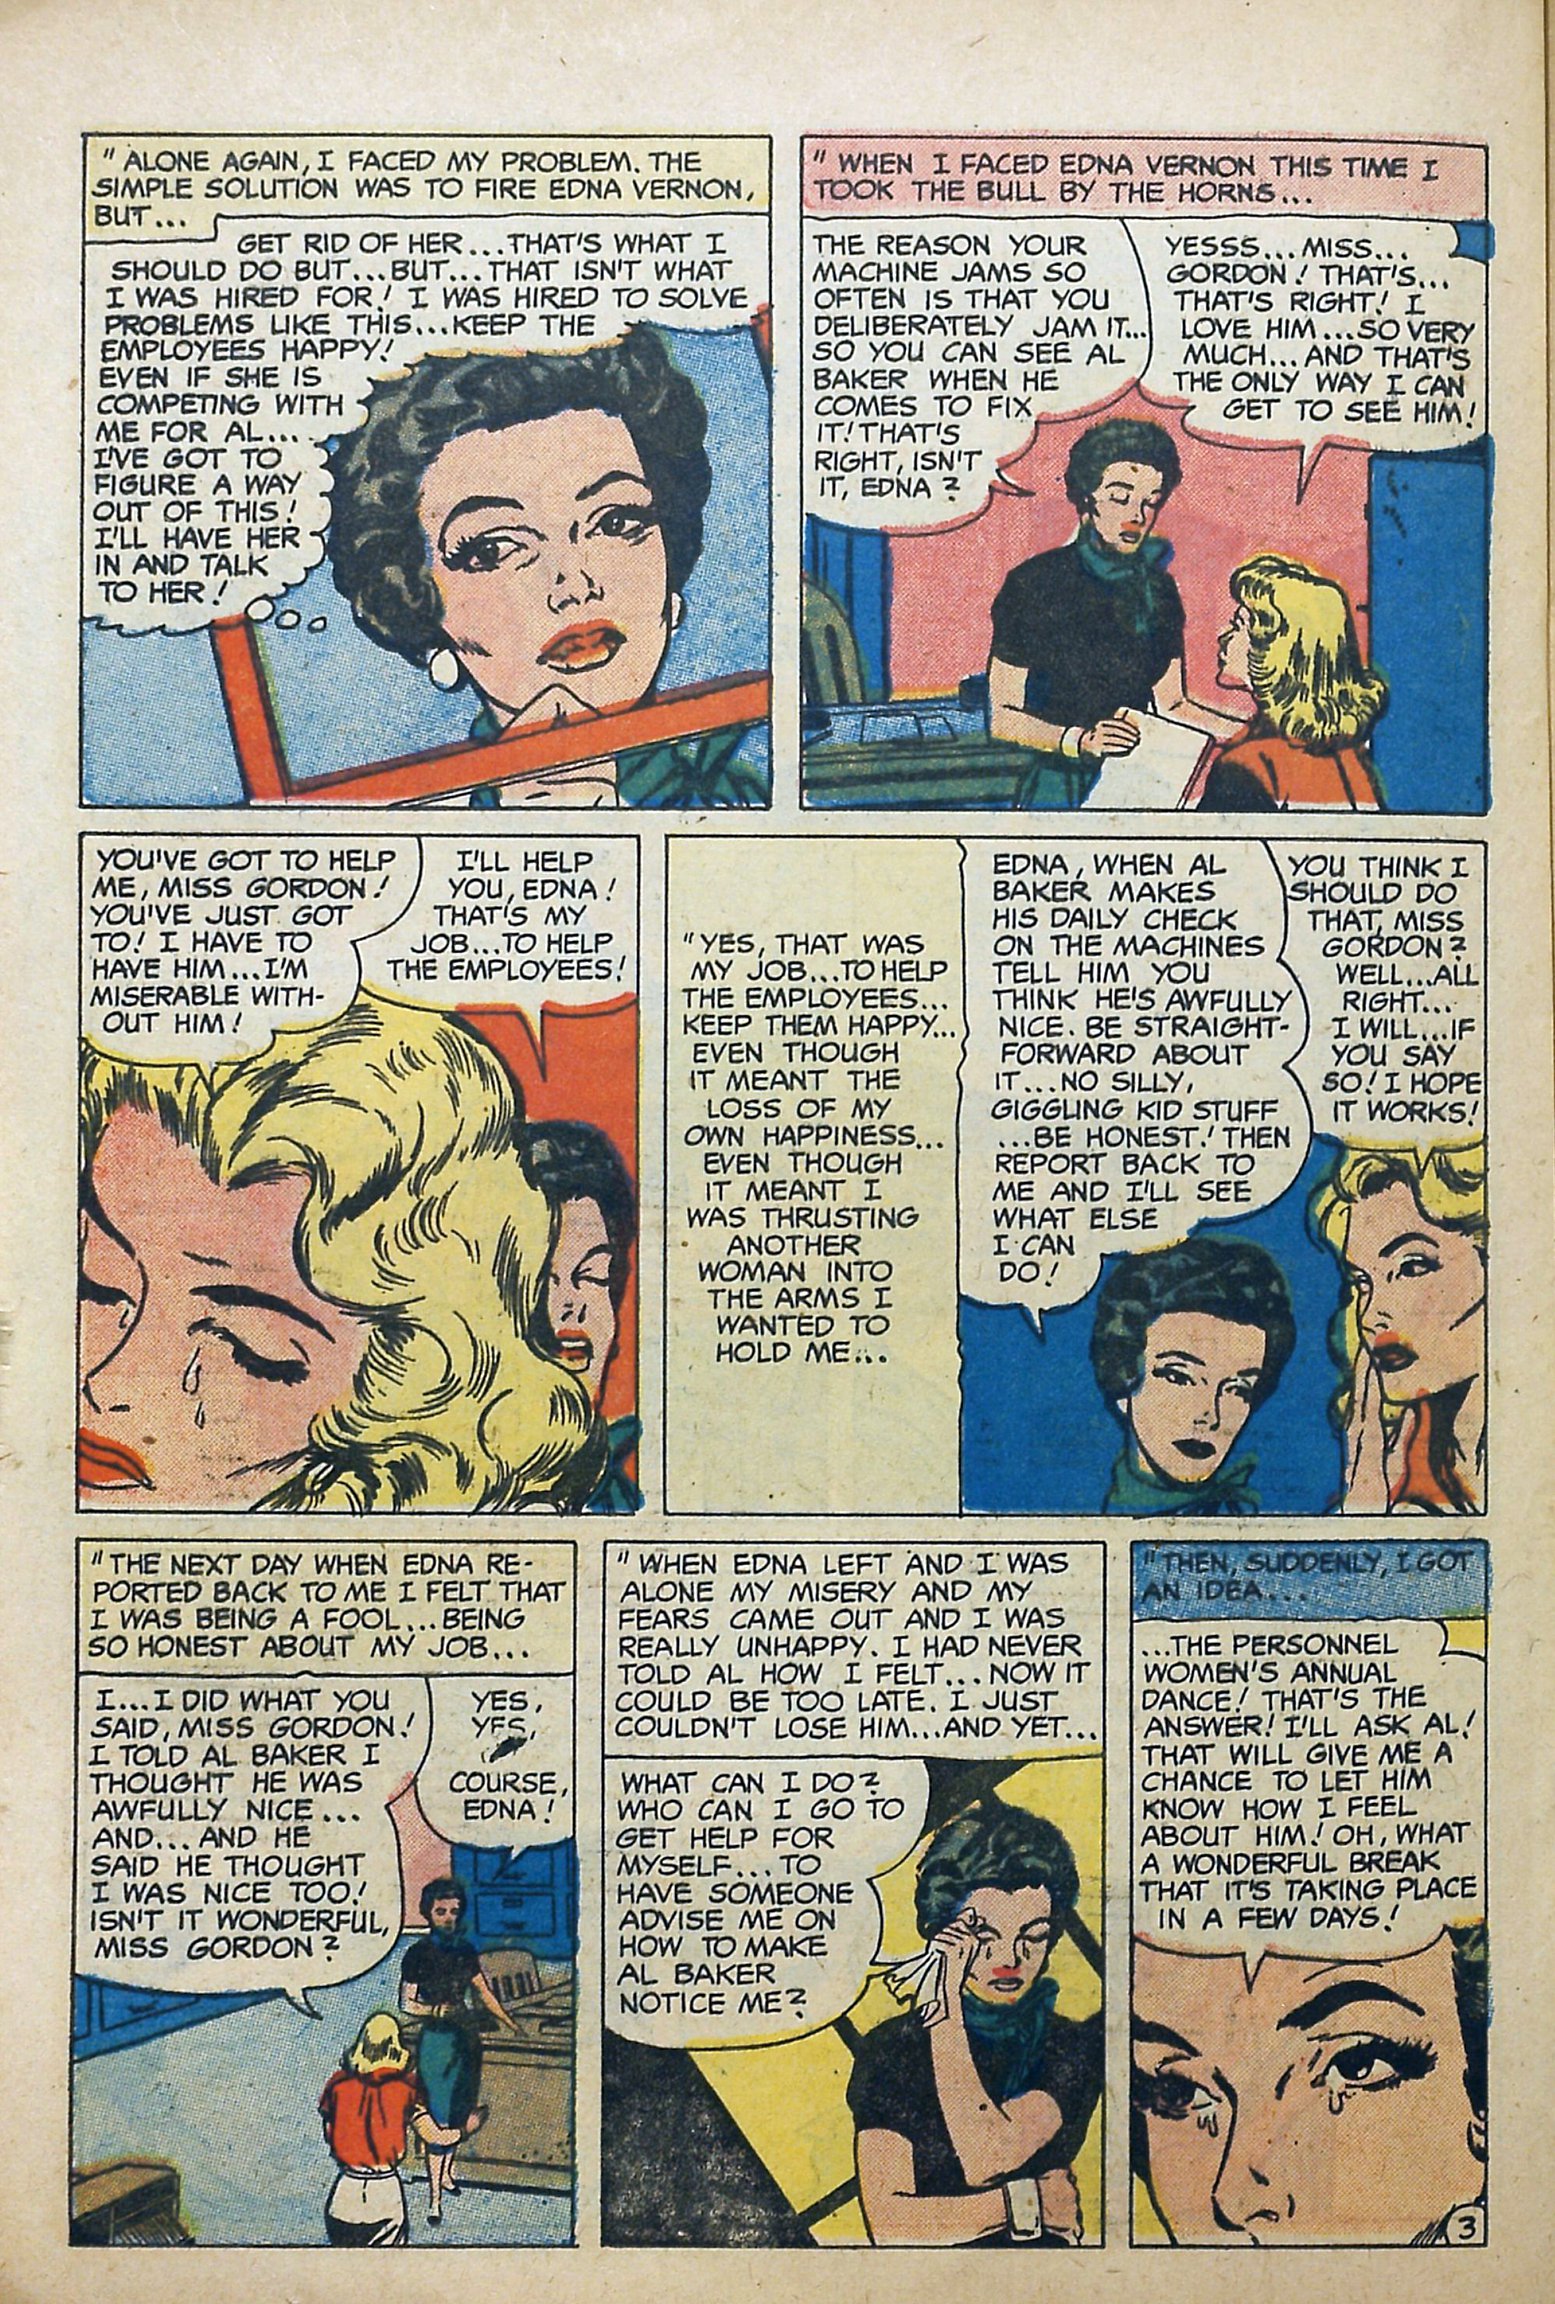 "ALONE AGAIN, I FACED MY PROBLEM. THE
SIMPLE SOLUTION WAS TO FIRE EDNA VERNON,
BUT...
GET RID OF HER...THAT'S WHAT I
SHOULD DO BUT...BUT...THAT ISN'T WHAT
I WAS HIRED FOR! I WAS HIRED TO SOLVE
PROBLEMS LIKE THIS...KEEP THE
EMPLOYEES HAPPY!
EVEN IF SHE IS
COMPETING WITH
ME FOR AL...
I'VE GOT TO
FIGURE A WAY
OUT OF THIS!
I'LL HAVE HER
IN AND TALK
TO HER!
"WHEN I FACED EDNA VERNON THIS TIME I
TOOK THE BULL BY THE HORNS...
THE REASON YOUR
MACHINE JAMS SO
OFTEN IS THAT YOU
DELIBERATELY JAM IT...
SO YOU CAN SEE AL
BAKER WHEN HE
COMES TO FIX
IT! THAT'S
RIGHT, ISN'T
IT, EDNA?
YESSS...MISS...
GORDON! THAT'S...
THAT'S RIGHT! I
LOVE HIM...SO VERY
MUCH...AND THAT'S
THE ONLY WAY I CAN
GET TO SEE HIM!
YOU'VE GOT TO HELP
ME, MISS GORDON!
YOU'VE JUST GOT
TO! I HAVE TO
HAVE HIM...I'M
MISERABLE WITH-
OUT HIM!
I'LL HELP
YOU, EDNA!
THAT'S MY
JOB...TO HELP
THE EMPLOYEES!
"YES, THAT WAS
MY JOB...TO HELP
THE EMPLOYEES...
KEEP THEM HAPPY...
EVEN THOUGH
IT MEANT THE
LOSS OF MY
OWN HAPPINESS...
EVEN THOUGH
IT MEANT I
WAS THRUSTING
ANOTHER
WOMAN INTO
THE ARMS I
WANTED TO
HOLD ME...
EDNA, WHEN AL
BAKER MAKES
HIS DAILY CHECK
ON THE MACHINES
TELL HIM YOU
THINK HE'S AWFULLY
NICE. BE STRAIGHT-
FORWARD ABOUT
IT...NO SILLY,
GIGGLING KID STUFF
...BE HONEST! THEN
REPORT BACK TO
ME AND I'LL SEE
WHAT ELSE
I CAN
DO!
YOU THINK I
SHOULD DO
THAT, MISS
GORDON?
WELL...ALL
RIGHT...
I WILL...IF
YOU SAY
SO! I HOPE
IT WORKS!
"THE NEXT DAY WHEN EDNA RE-
PORTED BACK TO ME I FELT THAT
I WAS BEING A FOOL...BEING
SO HONEST ABOUT MY JOB...
I...I DID WHAT YOU
SAID, MISS GORDON!
I TOLD AL BAKER I
THOUGHT HE WAS
AWFULLY NICE...
AND...AND HE
SAID HE THOUGHT
I WAS NICE TOO!
ISN'T IT WONDERFUL,
MISS GORDON?
YES,
YES,
COURSE,
EDNA!
"WHEN EDNA LEFT AND I WAS
ALONE MY MISERY AND MY
FEARS CAME OUT AND I WAS
REALLY UNHAPPY. I HAD NEVER
TOLD AL HOW I FELT...NOW IT
COULD BE TOO LATE. I JUST
COULDN'T LOSE HIM...AND YET...
WHAT CAN I DO?
WHO CAN I GO TO
GET HELP FOR
MYSELF...TO
HAVE SOMEONE
ADVISE ME ON
HOW TO MAKE
AL BAKER
NOTICE ME?
"THEN, SUDDENLY, I GOT
AN IDEA....
...THE PERSONNEL
WOMEN'S ANNUAL
DANCE! THAT'S THE
ANSWER! I'LL ASK AL!
THAT WILL GIVE ME A
CHANCE TO LET HIM
KNOW HOW I FEEL
ABOUT HIM! OH, WHAT
A WONDERFUL BREAK
THAT IT'S TAKING PLACE
IN A FEW DAYS!
3